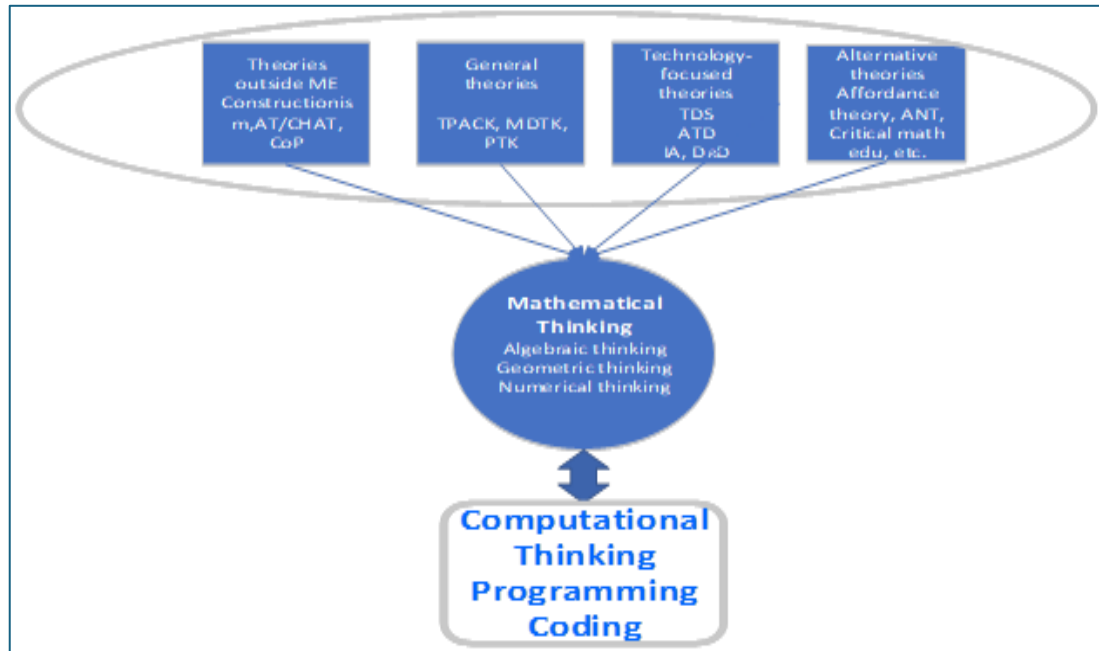 Theories
outside ME
Constructionis
m,AT/CHAT,
CoP
General
theories
TPACK, MDTK,
PTK
Technology-
focused
theories
TDS
ATD
IA, DRD
Alternative
theories
Affordance
theory, ANT,
Critical math
edu, etc.
Mathematical
Thinking
Algebraic thinking
Geometric thinking
Numerical thinking
Computational
Thinking
Programming
Coding